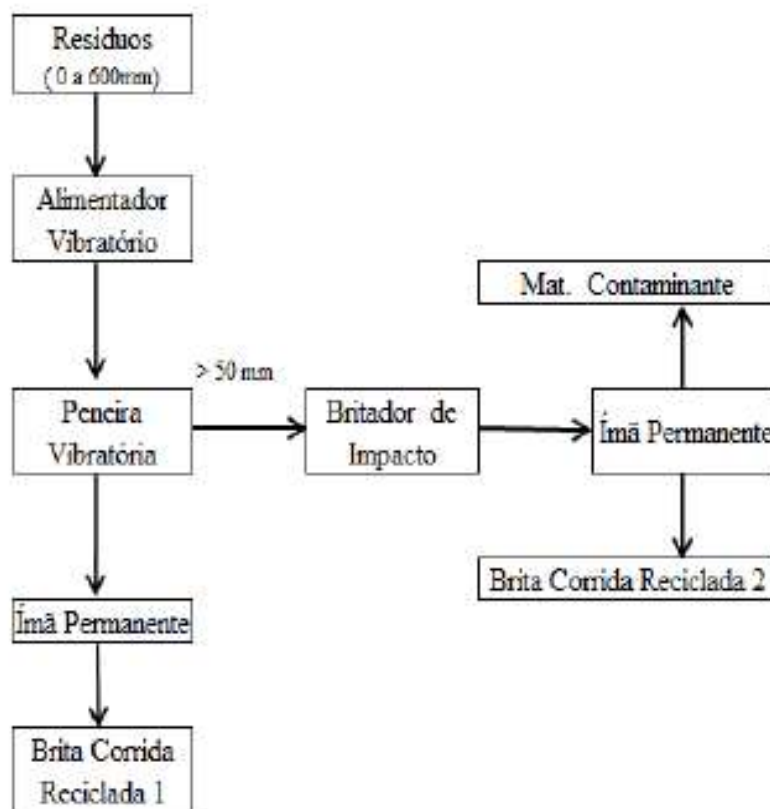 Resíduos
( 0 a 600mm)
Alimentador
Vibratório
Mat. Contaminante
> 50 mm
Peneira
Vibratória
Britador de
Impacto
Ímã Permanente
Brita Corrida Reciclada 2
Ímã Permanente
Brita Corrida
Reciclada 1